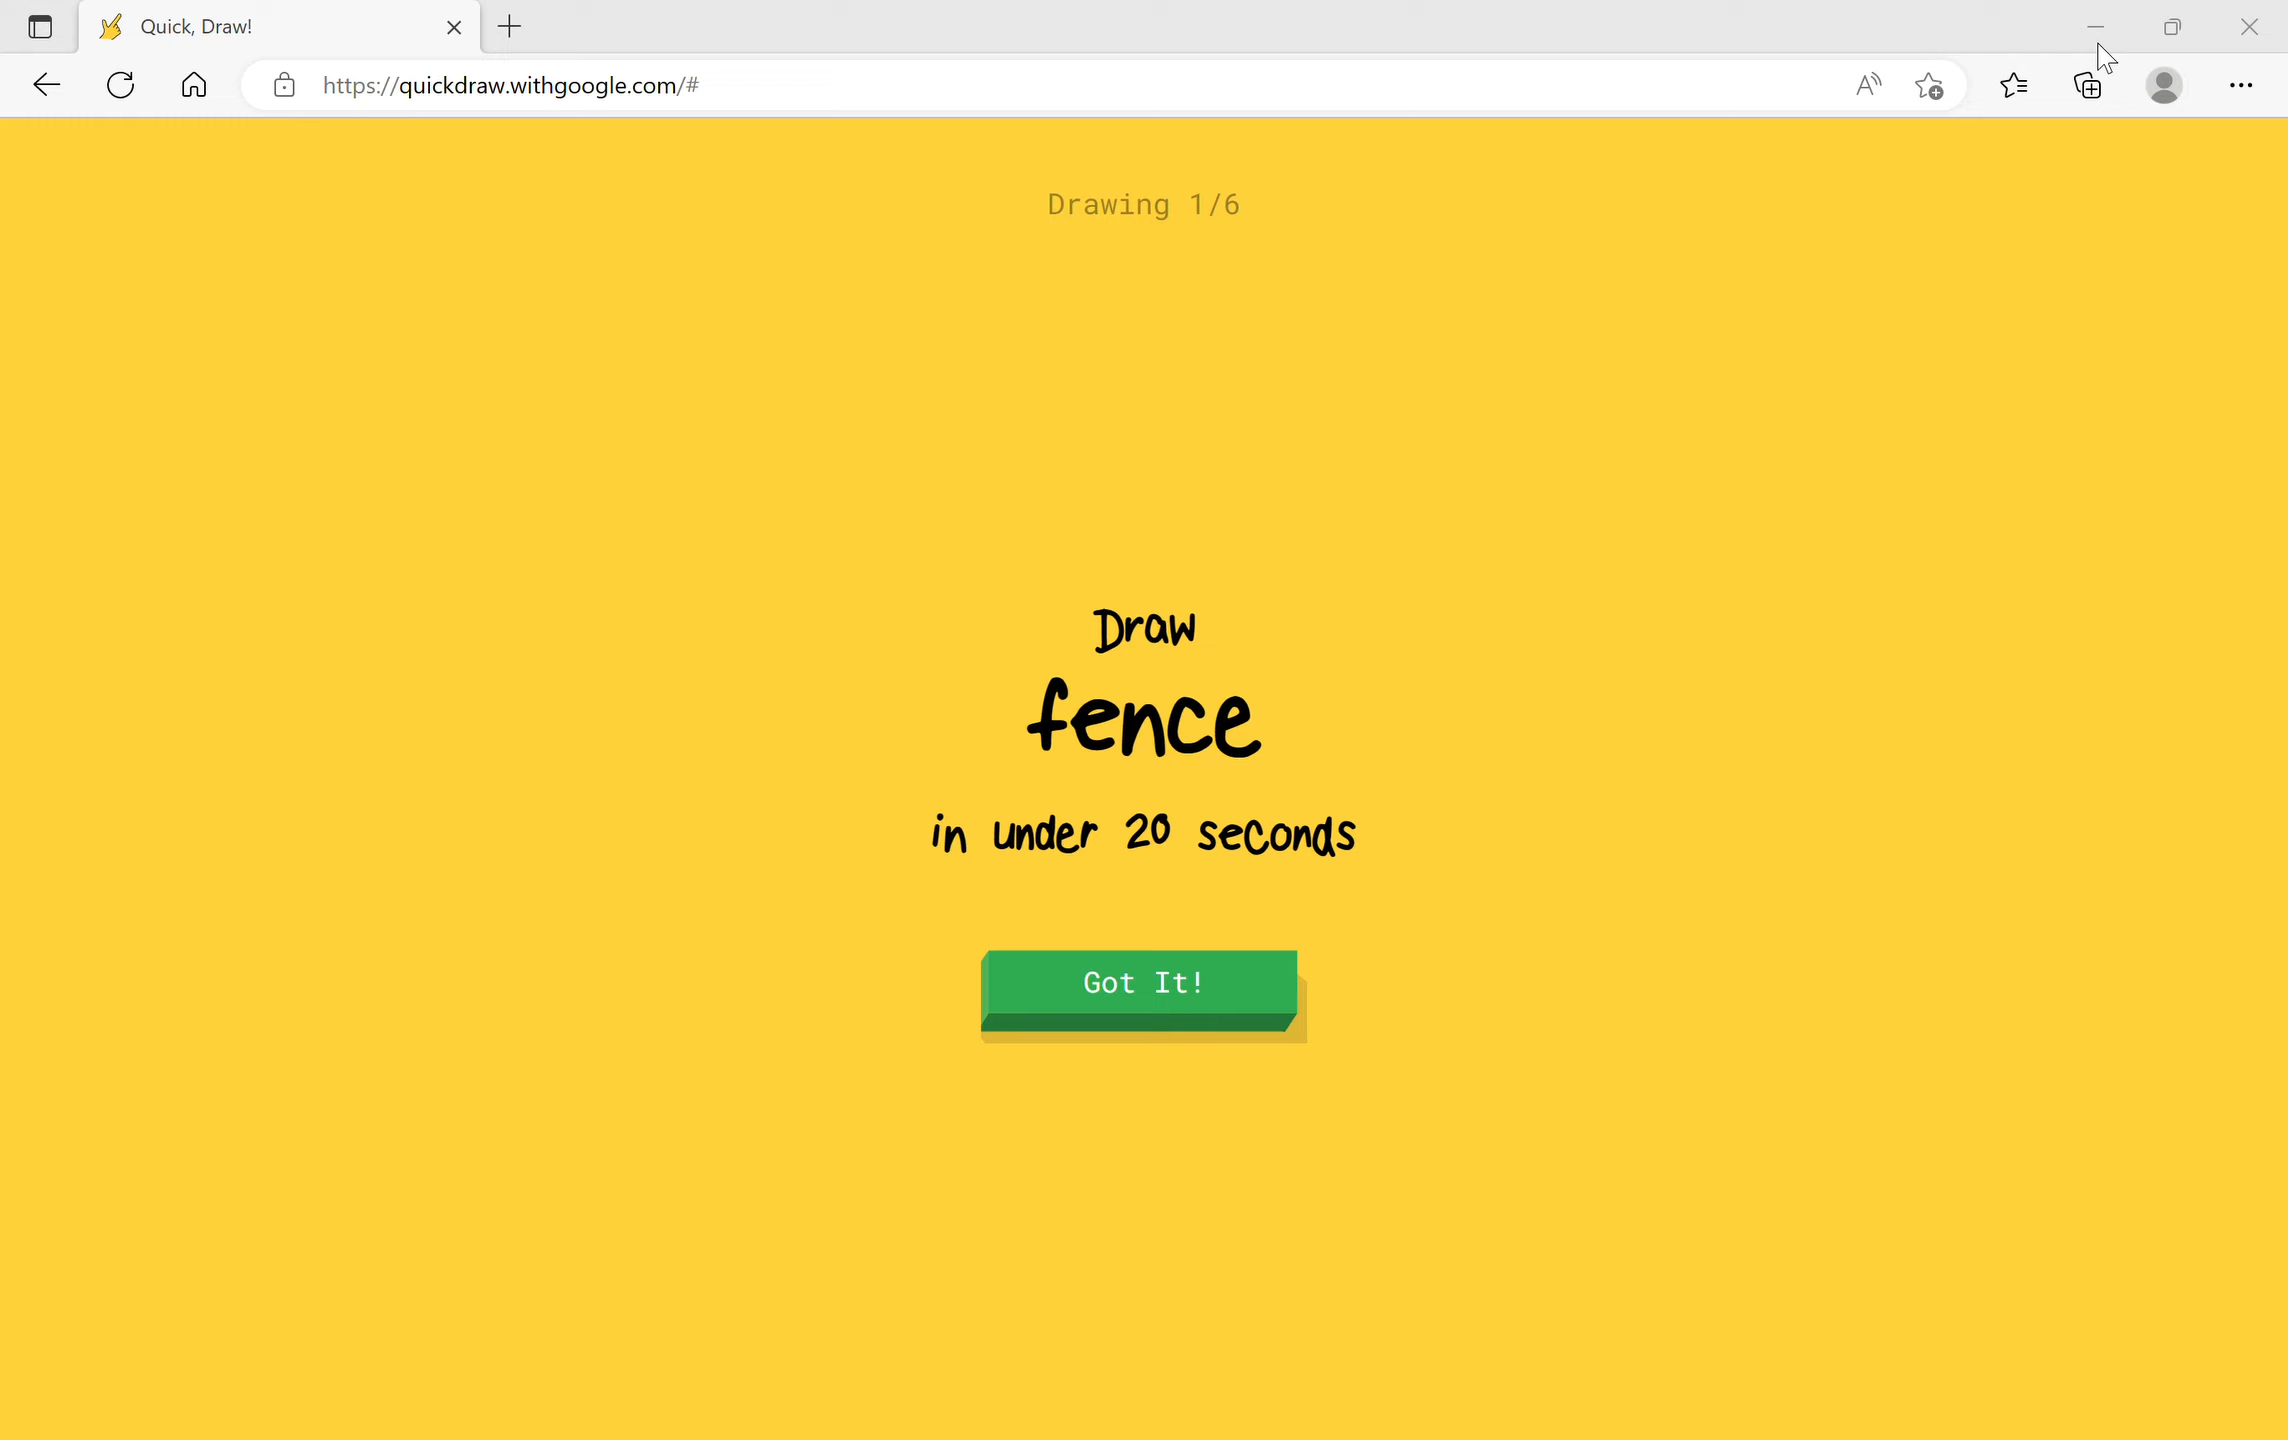 Quick, Draw!
https://quickdraw.withgoogle.com/#
Drawing 1/6
Draw
fence
in under 20 seconds
Got It!